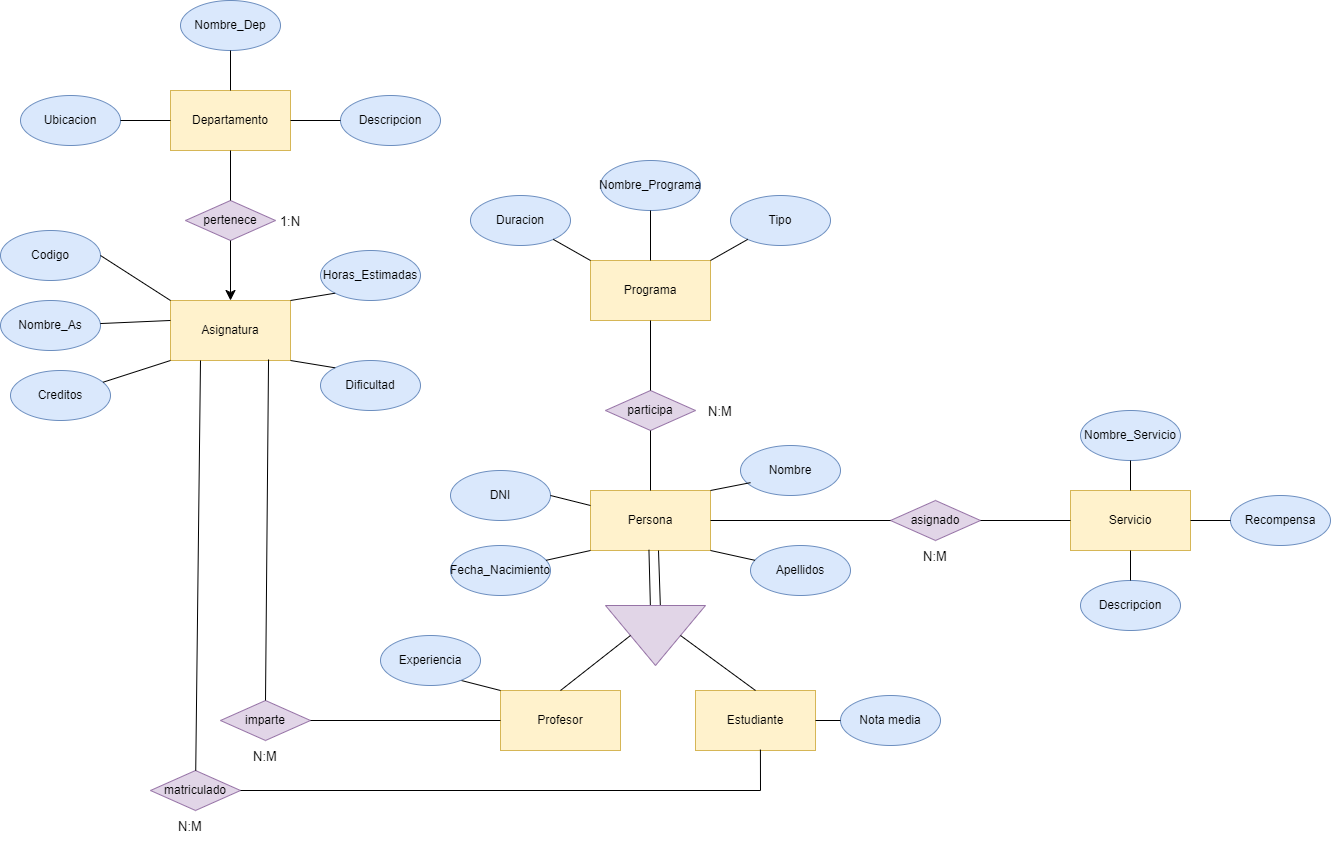 Nombre_Dep
Ubicacion
Departamento
Descripcion
pertenece
1:N
Codigo
Horas_Estimadas
Nombre_As
Asignatura
Creditos
Dificultad
Nombre_Programa
Duracion
Tipo
Programa
participa
N:M
DNI
Nombre
Persona
Fecha_Nacimiento
Apellidos
asignado
N:M
Nombre_Servicio
Servicio
Recompensa
Descripcion
Experiencia
Profesor
Estudiante
Nota media
imparte
N:M
matriculado
N:M